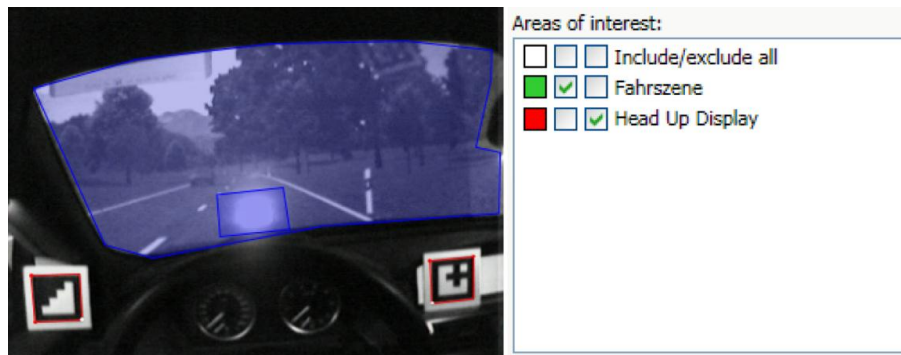 Areas of interest:
Include/exclude all
Fahrszene
Head Up Display